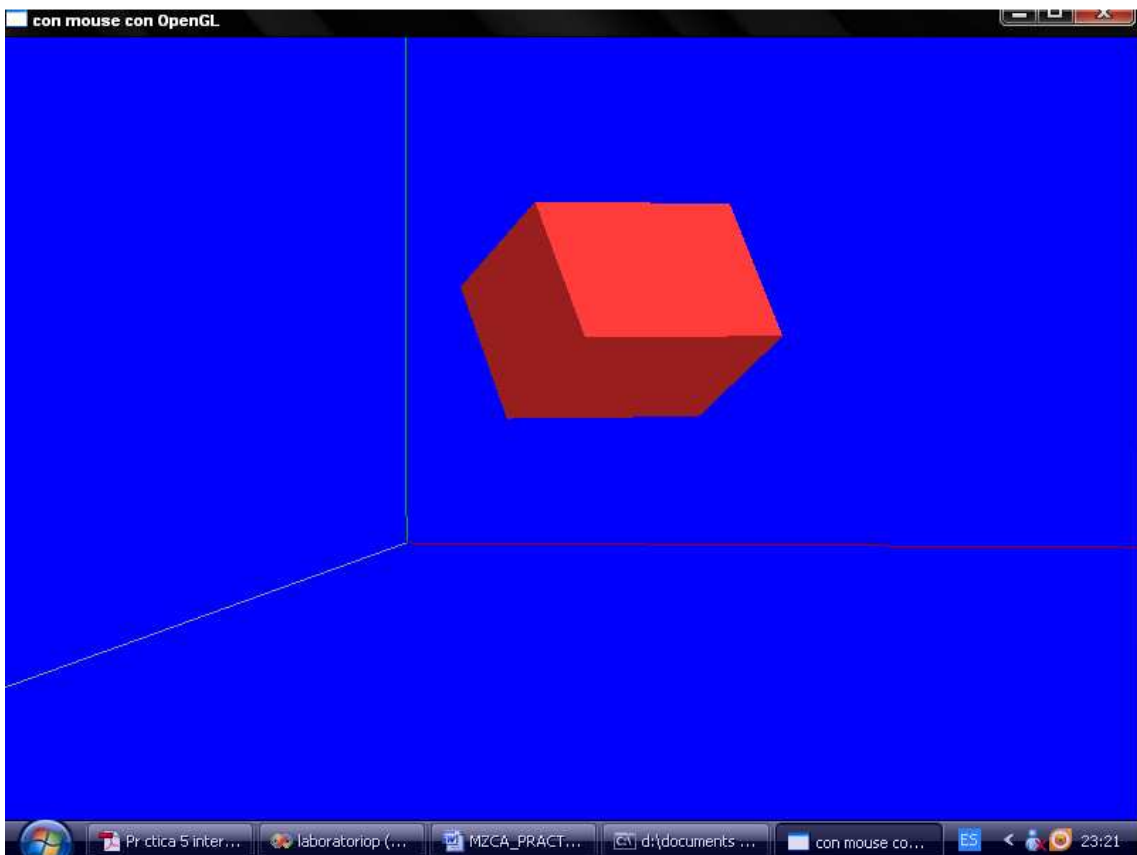 con mouse con OpenGL
Pr ctica 5 inter...
laboratoriop (...
MZCA_PRACT...
d:\documents ...
con mouse co...
ES
23:21